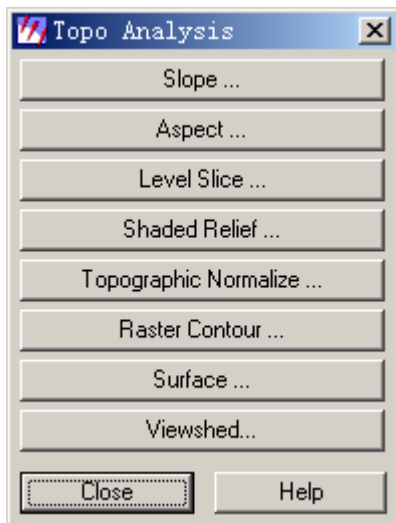 Topo Analysis
Slope ...
Aspect ...
Level Slice ...
Shaded Relief ...
Topographic Normalize ...
Raster Contour ...
Surface ...
Viewshed...
Close Help